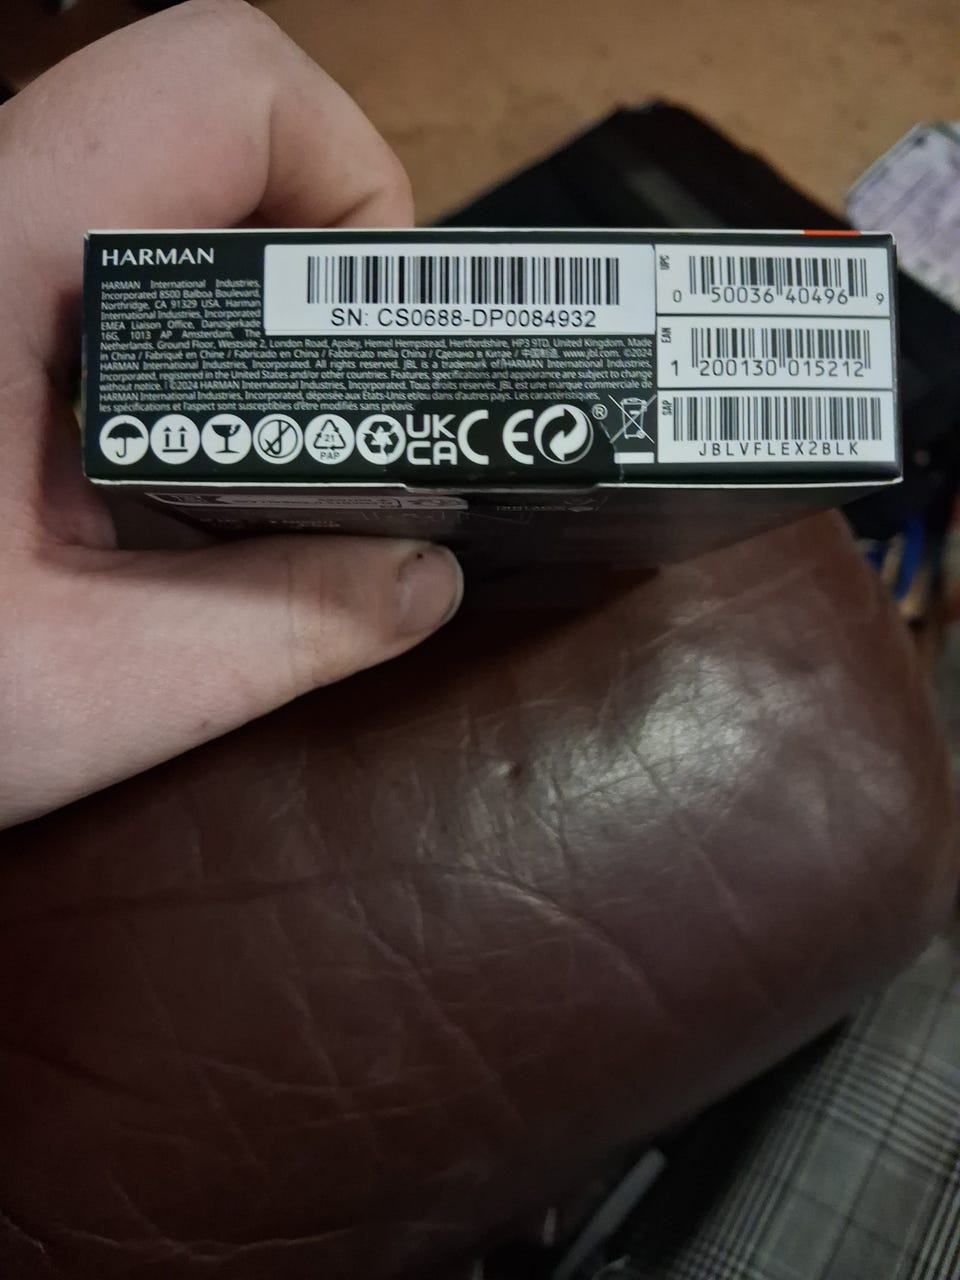 HARMAN
HARMAN International Industries,
Incorporated 8500 Balboa Boulevard,
Northridge, CA 91329 USA. Harman
International Industries, Incorporated
EMEA Liaison Office, Danzigerkade
16G, 1013 AP Amsterdam, The
Netherlands. Ground Floor, Westside 2, London Road, Apsley, Hemel Hempstead, Hertfordshire, HP3 9TD, United Kingdom. Made
in China / Fabriqué en Chine / Fabricado en China / Fabbricato nella China / Сделано в Китае / 中国制造. www.jbl.com. ©2024
HARMAN International Industries, Incorporated. All rights reserved. JBL is a trademark of HARMAN International Industries,
Incorporated, registered in the United States and/or other countries. Features, specifications and appearance are subject to change
without notice. | ©2024 HARMAN International Industries, Incorporated. Tous droits réservés. JBL est une marque commerciale de
HARMAN International Industries, Incorporated, déposée aux États-Unis et/ou dans d'autres pays. Les caractéristiques,
les spécifications et l'aspect sont susceptibles d'être modifiés sans préavis.
SN: CS0688-DP0084932
UPC
0 50036 40496 9
EAN
1 200130 015212
SAP
JBLVFLEX2BLK
21
PAP
UK
CA
CE
®